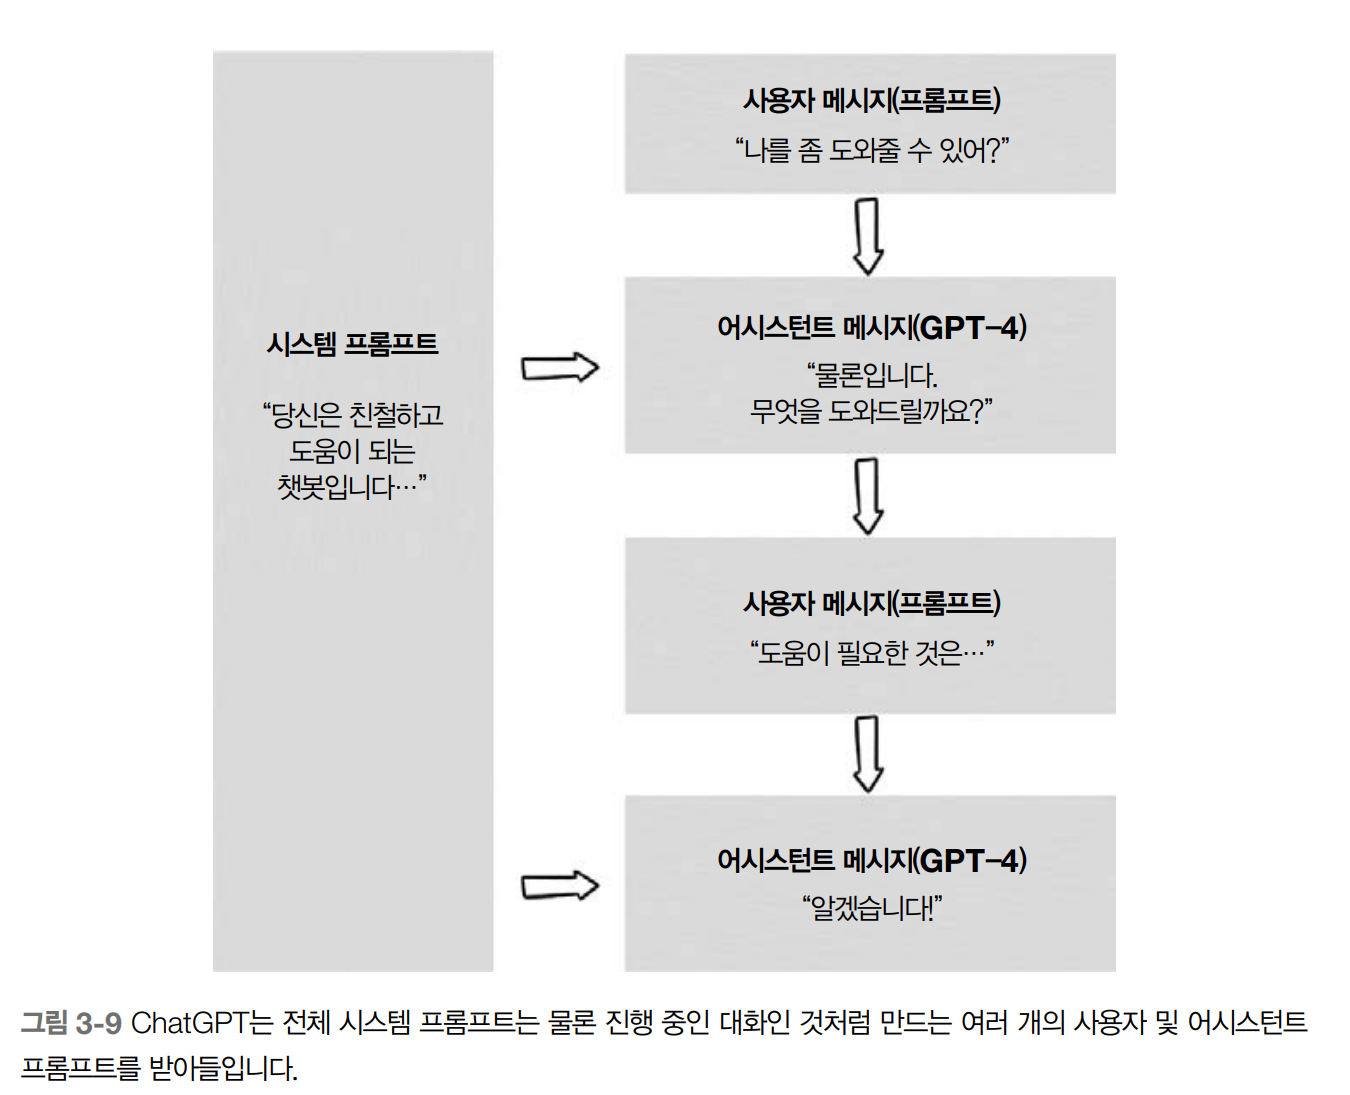 시스템 프롬프트
“당신은 친절하고
도움이 되는
챗봇입니다…”
사용자 메시지(프롬프트)
“나를 좀 도와줄 수 있어?”
어시스턴트 메시지(GPT–4)
“물론입니다.
무엇을 도와드릴까요?”
사용자 메시지(프롬프트)
“도움이 필요한 것은…”
어시스턴트 메시지(GPT–4)
“알겠습니다!”
그림 3-9 ChatGPT는 전체 시스템 프롬프트는 물론 진행 중인 대화인 것처럼 만드는 여러 개의 사용자 및 어시스턴트
프롬프트를 받아들입니다.